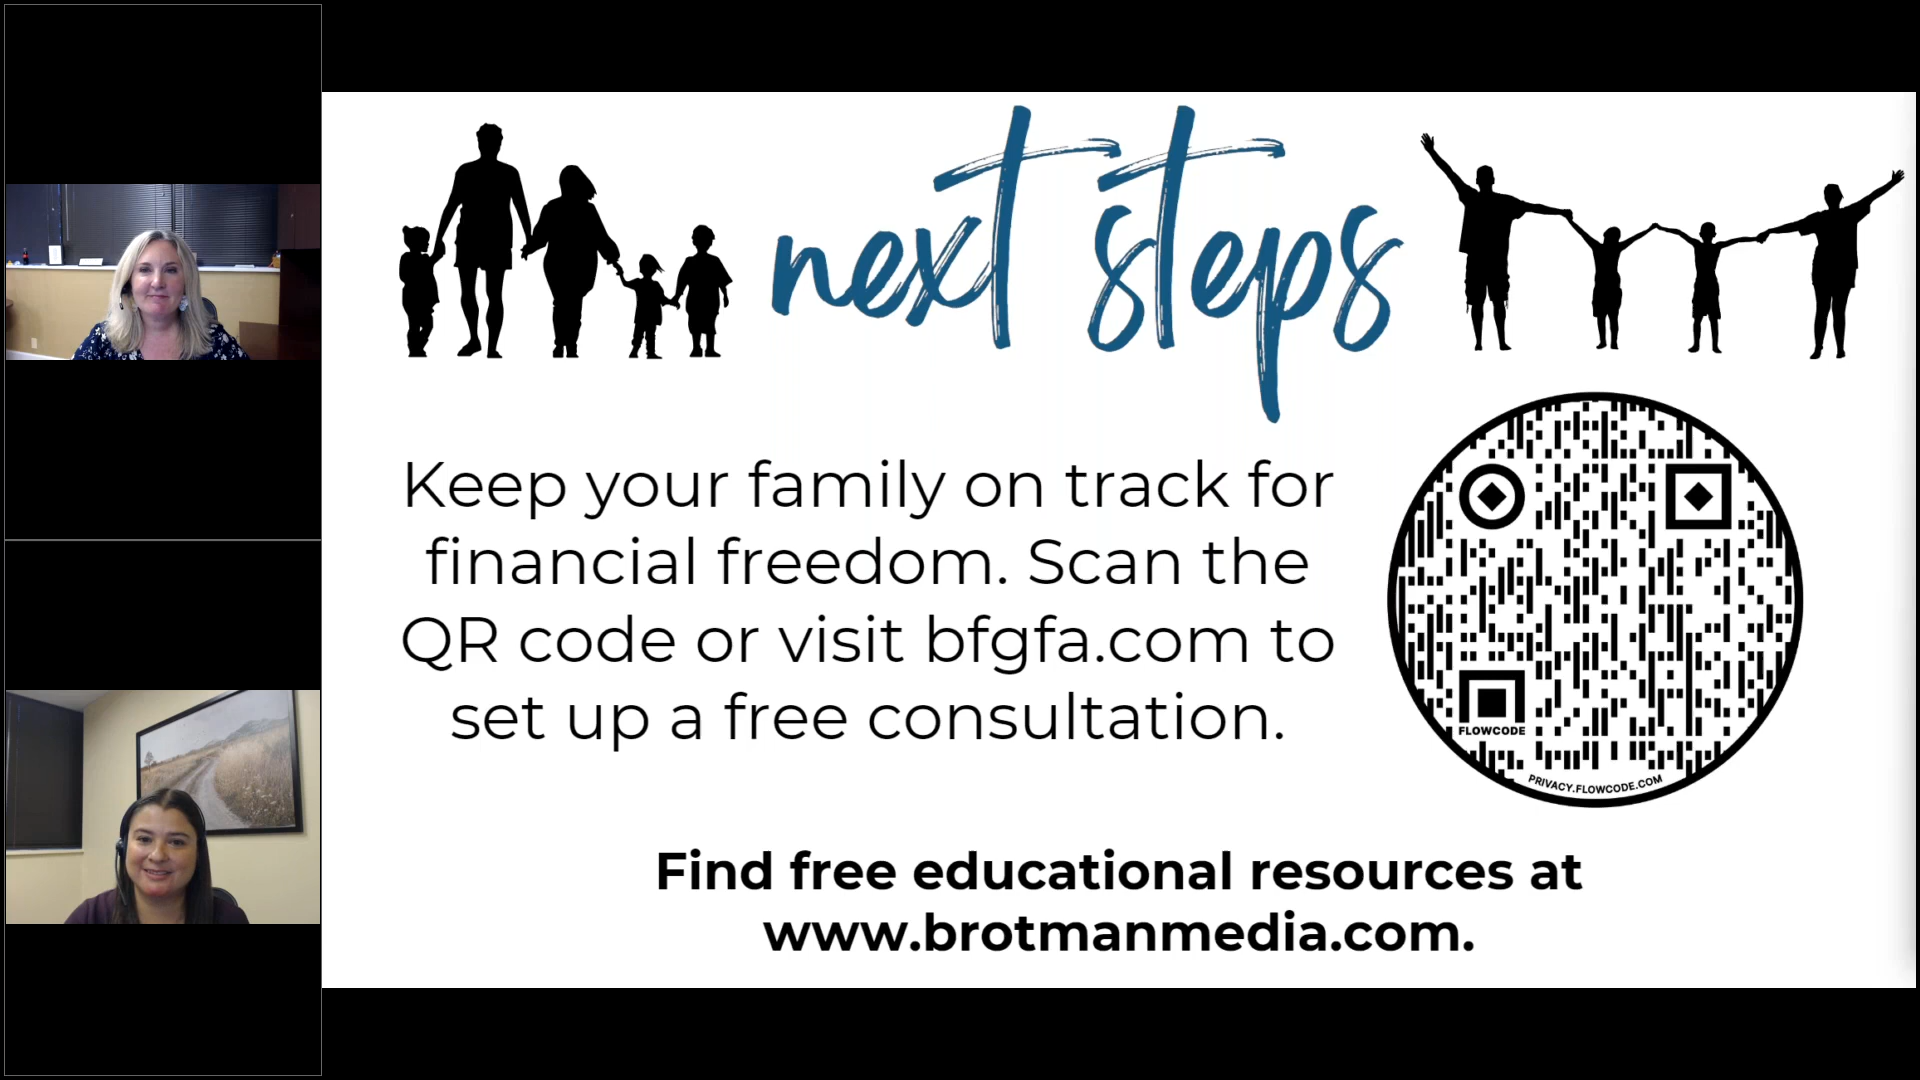 next steps
Keep your family on track for
financial freedom. Scan the
QR code or visit bfgfa.com to
set up a free consultation.
FLOWCODE
PRIVACY.FLOWCODE.COM
Find free educational resources at
www.brotmanmedia.com.